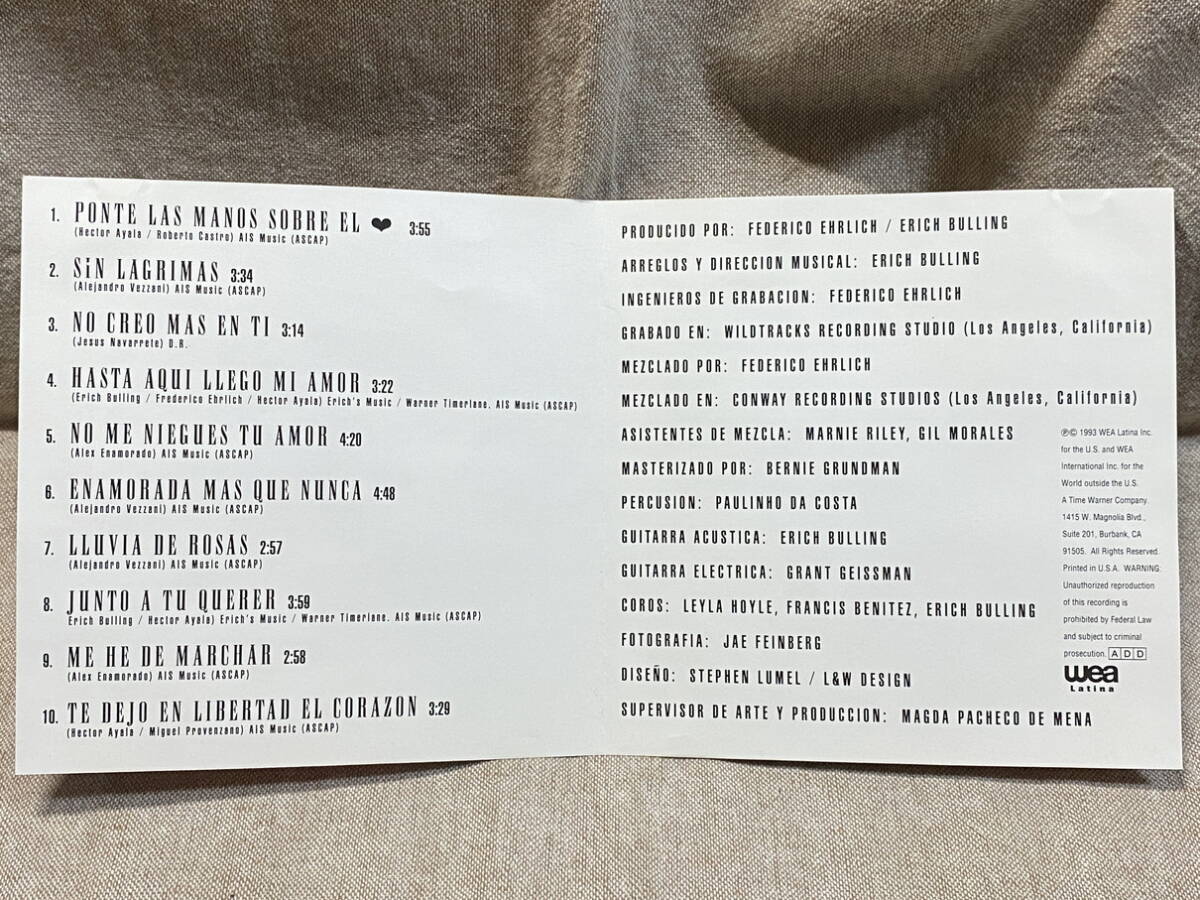 1. PONTE LAS MANOS SOBRE EL ❤ 3:55
(Hector Ayala / Roberto Castro) AIS Music (ASCAP)
2. SiN LAGRIMAS 3:34
(Alejandro Vezzani) AIS Music (ASCAP)
3. NO CREO MAS EN TI 3:14
(Jesus Navarrete) D.R.
4. HASTA AQUI LLEGO MI AMOR 3:22
(Erich Bulling / Frederico Ehrlich / Hector Ayala) Erich's Music / Warner Timerlane. AIS Music (ASCAP)
5. NO ME NIEGUES TU AMOR 4:20
(Alex Enamorado) AIS Music (ASCAP)
6. ENAMORADA MAS QUE NUNCA 4:48
(Alejandro Vezzani) AIS Music (ASCAP)
7. LLUVIA DE ROSAS 2:57
(Alejandro Vezzani) AIS Music (ASCAP)
8. JUNTO A TU QUERER 3:59
Erich Bulling / Hector Ayala) Erich's Music / Warner Timerlane. AIS Music (ASCAP)
9. ME HE DE MARCHAR 2:58
(Alex Enamorado) AIS Music (ASCAP)
10. TE DEJO EN LIBERTAD EL CORAZON 3:29
(Hector Ayala / Miguel Provenzano) AIS Music (ASCAP)
PRODUCIDO POR: FEDERICO EHRLICH / ERICH BULLING
ARREGLOS Y DIRECCION MUSICAL: ERICH BULLING
INGENIEROS DE GRABACION: FEDERICO EHRLICH
GRABADO EN: WILDTRACKS RECORDING STUDIO (Los Angeles, California)
MEZCLADO POR: FEDERICO EHRLICH
MEZCLADO EN: CONWAY RECORDING STUDIOS (Los Angeles, California)
ASISTENTES DE MEZCLA: MARNIE RILEY, GIL MORALES
MASTERIZADO POR: BERNIE GRUNDMAN
PERCUSION: PAULINHO DA COSTA
GUITARRA ACUSTICA: ERICH BULLING
GUITARRA ELECTRICA: GRANT GEISSMAN
COROS: LEYLA HOYLE, FRANCIS BENITEZ, ERICH BULLING
FOTOGRAFIA: JAE FEINBERG
DISEÑO: STEPHEN LUMEL / L&W DESIGN
SUPERVISOR DE ARTE Y PRODUCCION: MAGDA PACHECO DE MENA
℗© 1993 WEA Latina Inc.
for the U.S. and WEA
International Inc. for the
World outside the U.S.
A Time Warner Company.
1415 W. Magnolia Blvd.,
Suite 201, Burbank, CA
91505. All Rights Reserved.
Printed in U.S.A. WARNING:
Unauthorized reproduction
of this recording is
prohibited by Federal Law
and subject to criminal
prosecution. ADD
wea
Latina